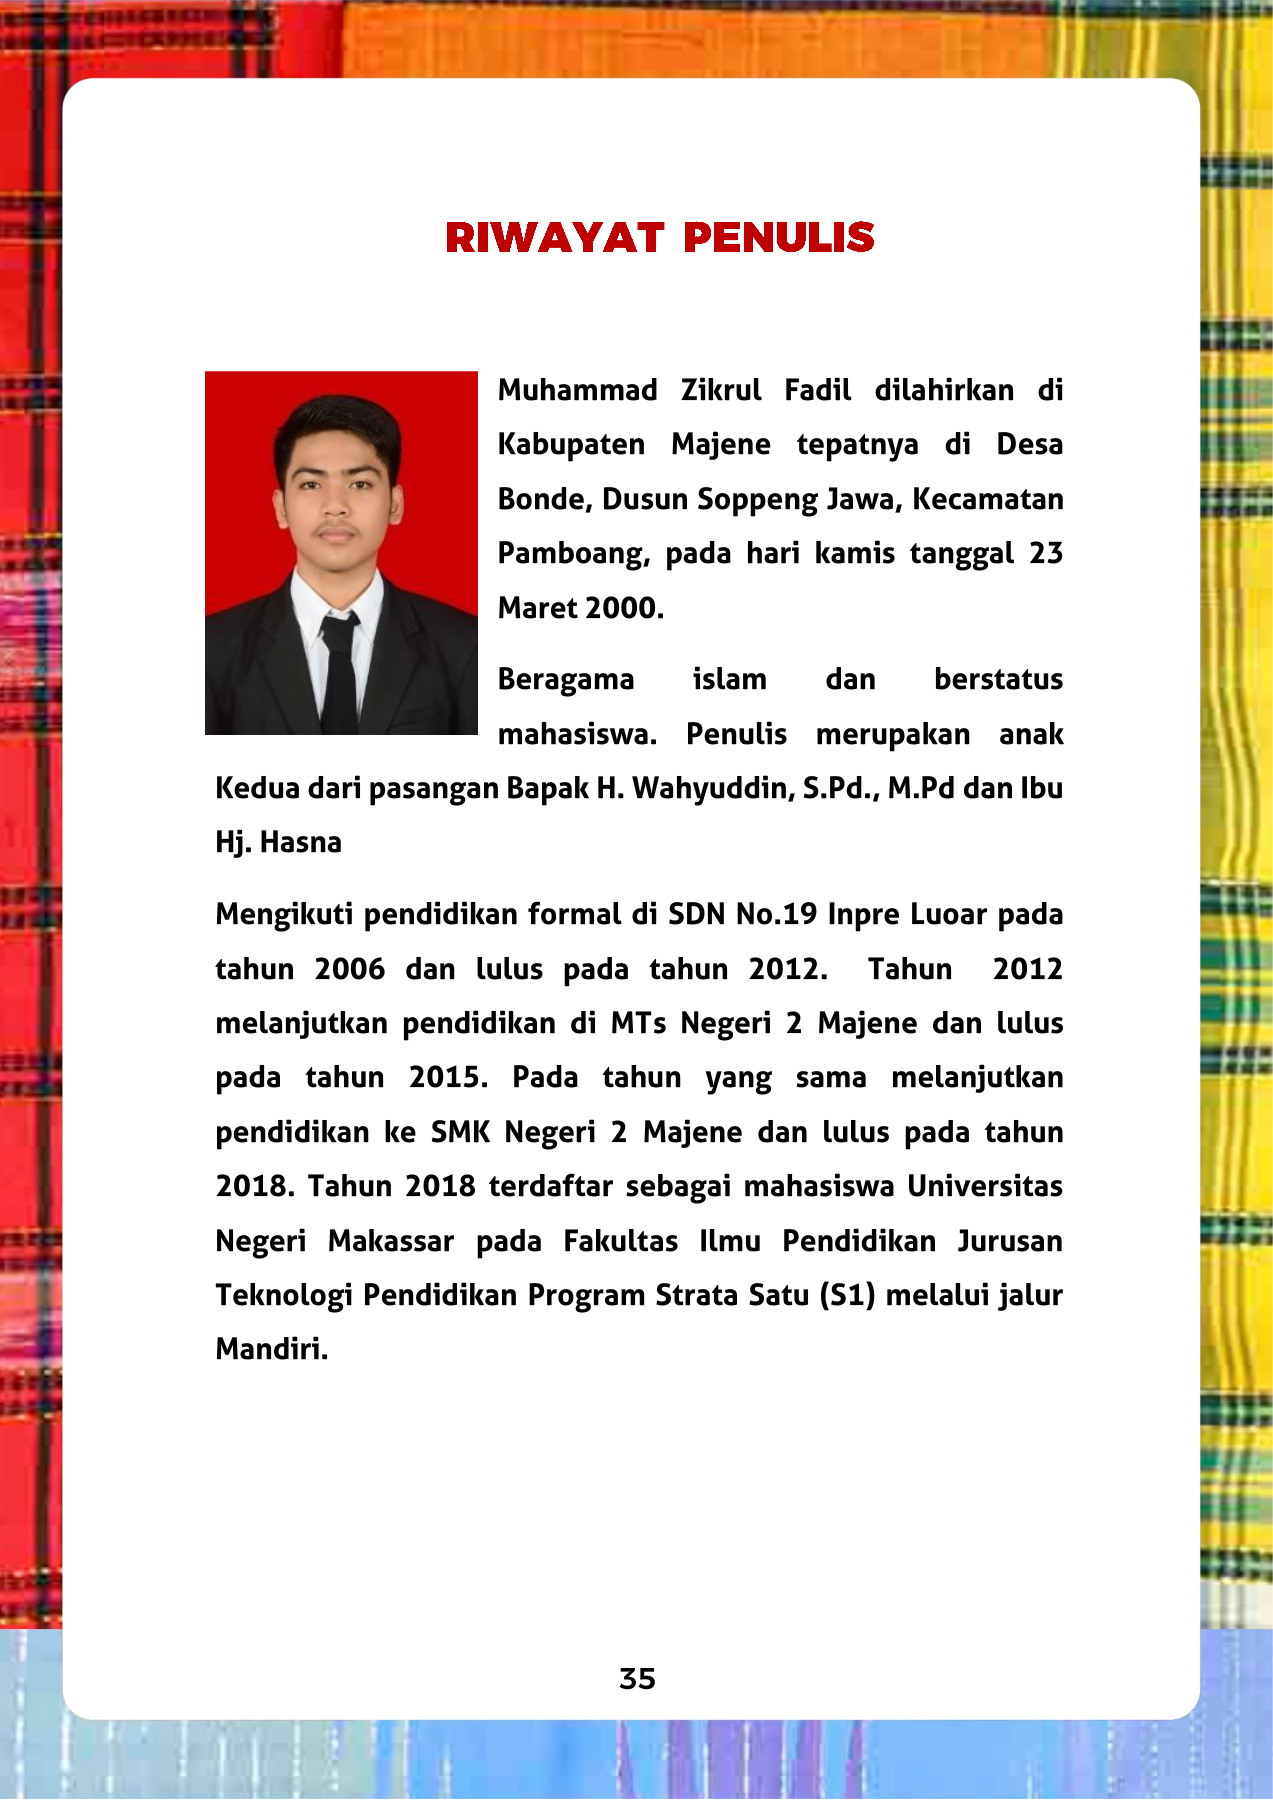 RIWAYAT PENULIS
Muhammad Zikrul Fadil dilahirkan di
Kabupaten Majene tepatnya di Desa
Bonde, Dusun Soppeng Jawa, Kecamatan
Pamboang, pada hari kamis tanggal 23
Maret 2000.
Beragama islam dan berstatus
mahasiswa. Penulis merupakan anak
Kedua dari pasangan Bapak H. Wahyuddin, S.Pd., M.Pd dan Ibu
Hj. Hasna
Mengikuti pendidikan formal di SDN No.19 Inpre Luoar pada
tahun 2006 dan lulus pada tahun 2012. Tahun 2012
melanjutkan pendidikan di MTs Negeri 2 Majene dan lulus
pada tahun 2015. Pada tahun yang sama melanjutkan
pendidikan ke SMK Negeri 2 Majene dan lulus pada tahun
2018. Tahun 2018 terdaftar sebagai mahasiswa Universitas
Negeri Makassar pada Fakultas Ilmu Pendidikan Jurusan
Teknologi Pendidikan Program Strata Satu (S1) melalui jalur
Mandiri.
35